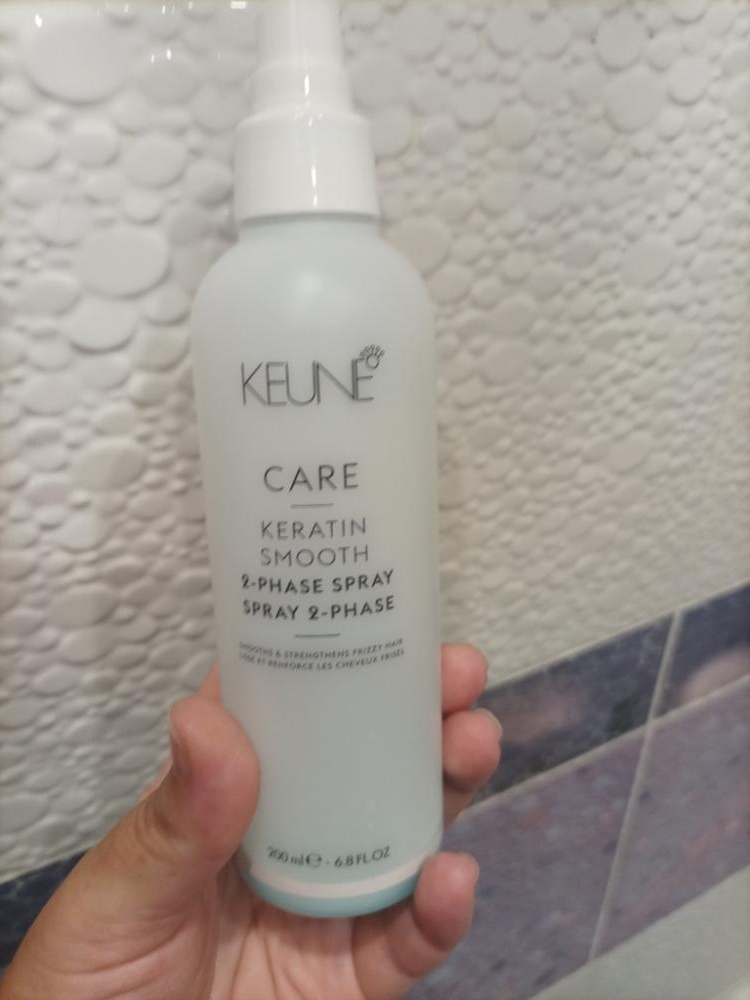 KEUNE
CARE
KERATIN
SMOOTH
2-PHASE SPRAY
SPRAY 2-PHASE
SMOOTHS & STRENGTHENS FRIZZY HAIR
LISSE ET RENFORCE LES CHEVEUX FRISÉS
200 ml ℮ - 6.8 FL.OZ